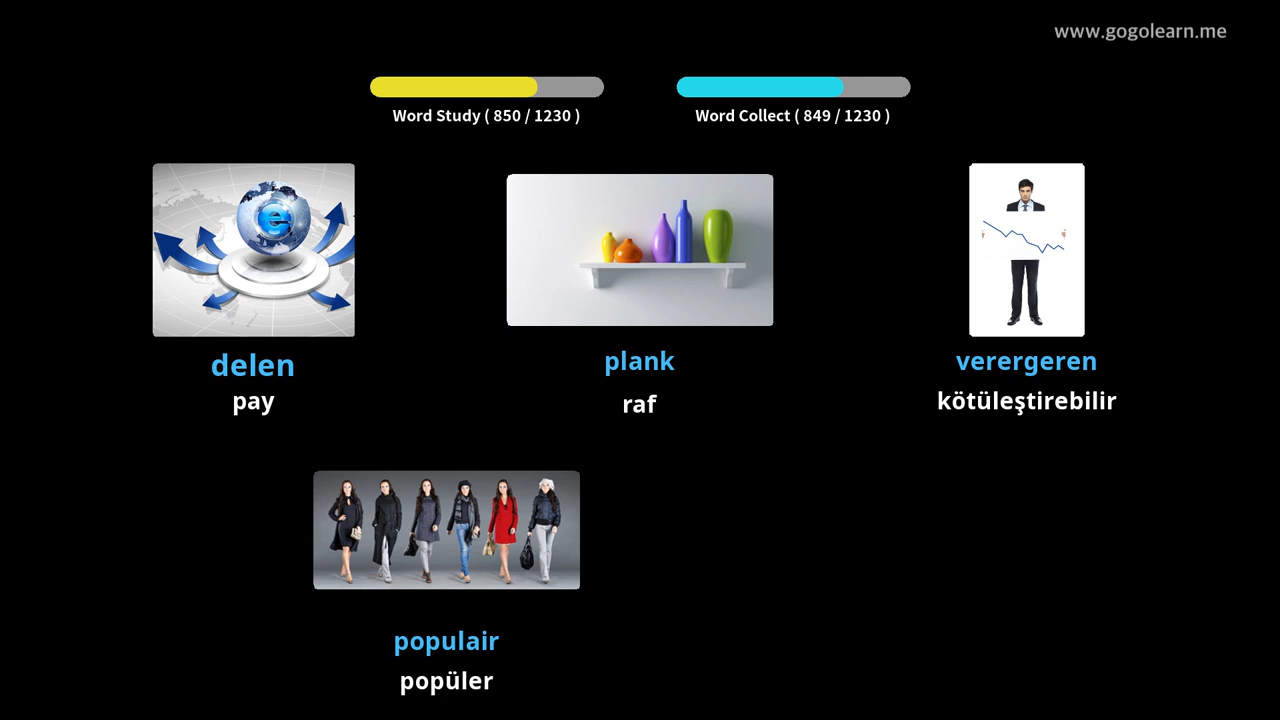 www.gogolearn.me
Word Study ( 850 / 1230 )
Word Collect ( 849 / 1230 )
e
delen
pay
plank
raf
verergeren
kötüleştirebilir
populair
popüler